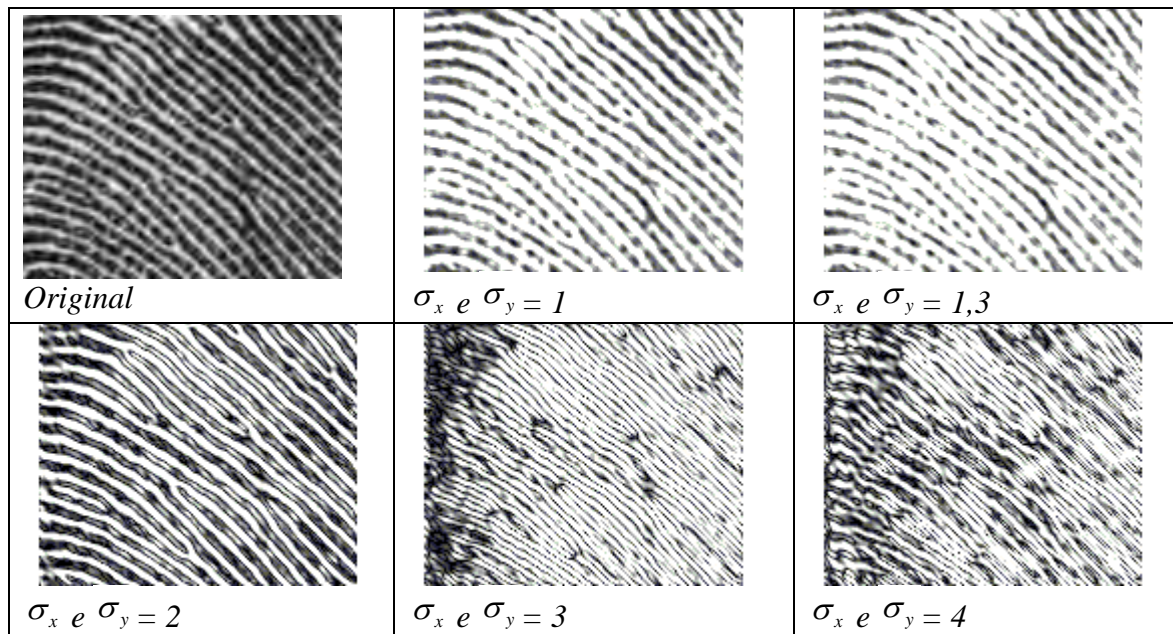 Original
σx e σy = 1
σx e σy = 1,3
σx e σy = 2
σx e σy = 3
σx e σy = 4